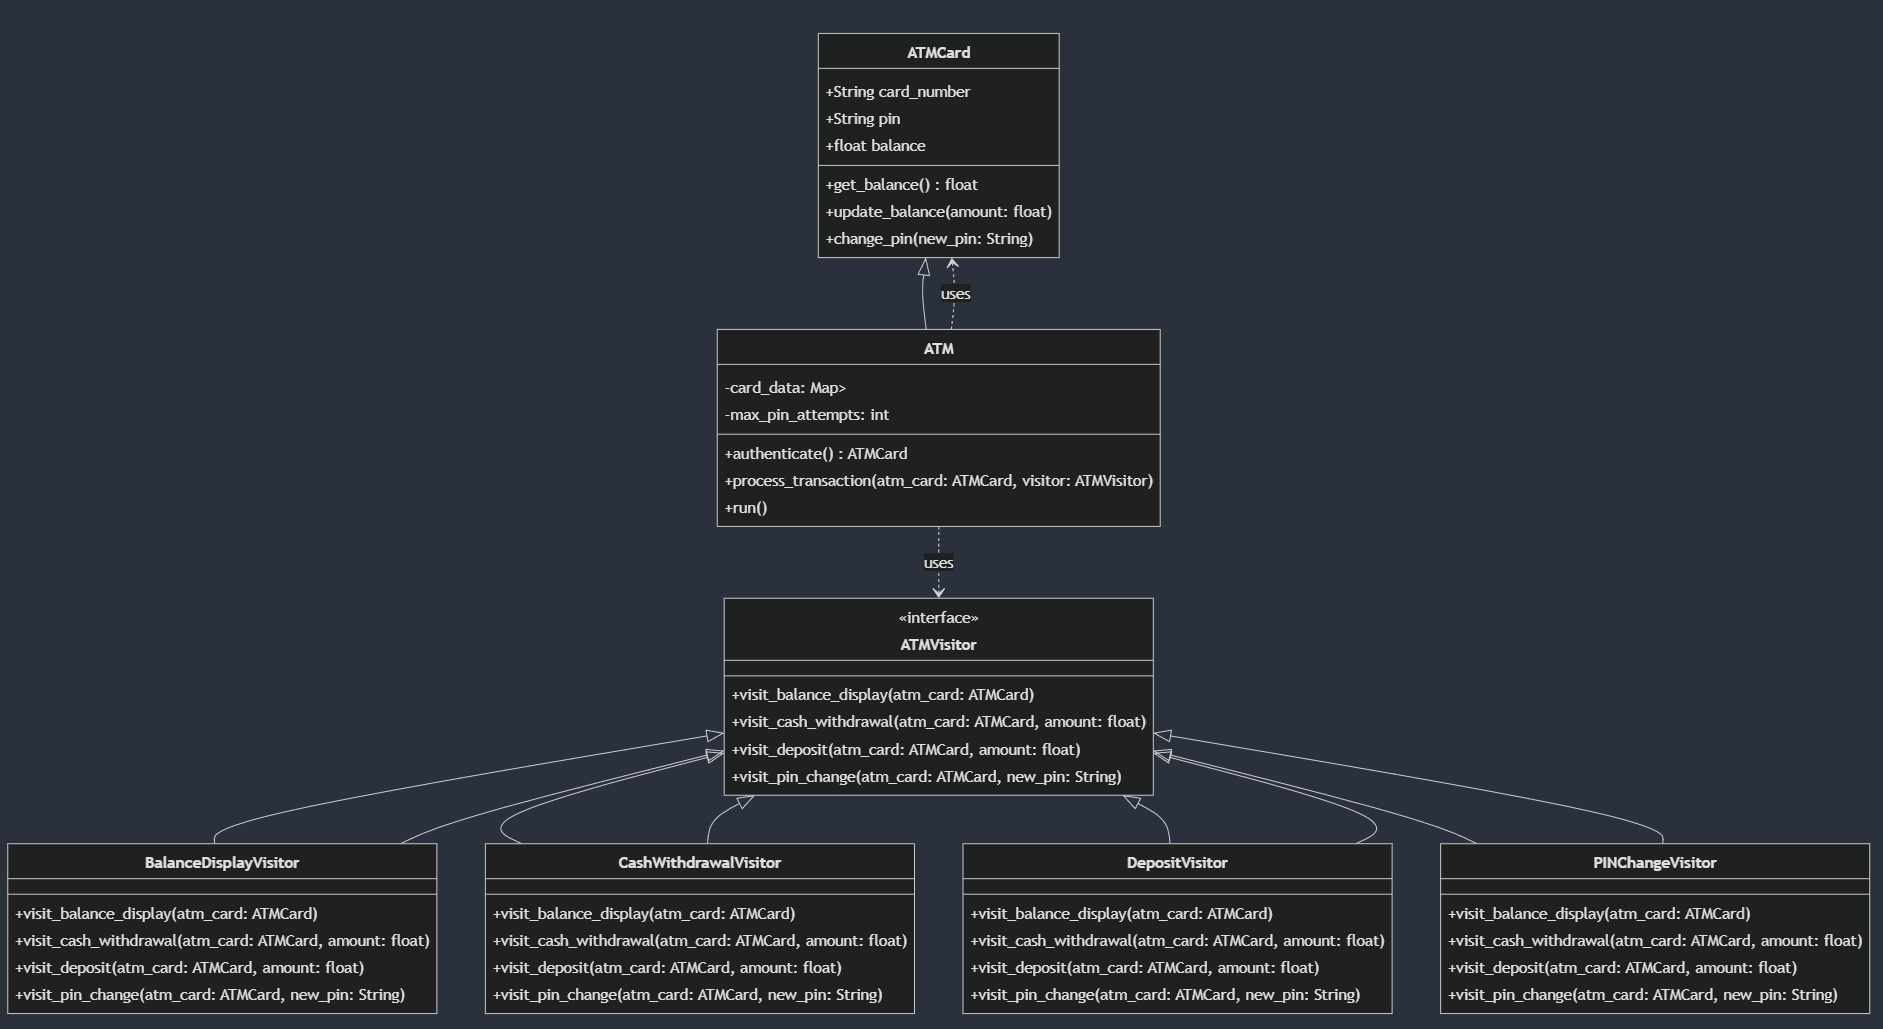 ATMCard
+String card_number
+String pin
+float balance
+get_balance() : float
+update_balance(amount: float)
+change_pin(new_pin: String)
uses
ATM
-card_data: Map>
-max_pin_attempts: int
+authenticate() : ATMCard
+process_transaction(atm_card: ATMCard, visitor: ATMVisitor)
+run()
uses
«interface»
ATMVisitor
+visit_balance_display(atm_card: ATMCard)
+visit_cash_withdrawal(atm_card: ATMCard, amount: float)
+visit_deposit(atm_card: ATMCard, amount: float)
+visit_pin_change(atm_card: ATMCard, new_pin: String)
BalanceDisplayVisitor
+visit_balance_display(atm_card: ATMCard)
+visit_cash_withdrawal(atm_card: ATMCard, amount: float)
+visit_deposit(atm_card: ATMCard, amount: float)
+visit_pin_change(atm_card: ATMCard, new_pin: String)
CashWithdrawalVisitor
+visit_balance_display(atm_card: ATMCard)
+visit_cash_withdrawal(atm_card: ATMCard, amount: float)
+visit_deposit(atm_card: ATMCard, amount: float)
+visit_pin_change(atm_card: ATMCard, new_pin: String)
DepositVisitor
+visit_balance_display(atm_card: ATMCard)
+visit_cash_withdrawal(atm_card: ATMCard, amount: float)
+visit_deposit(atm_card: ATMCard, amount: float)
+visit_pin_change(atm_card: ATMCard, new_pin: String)
PINChangeVisitor
+visit_balance_display(atm_card: ATMCard)
+visit_cash_withdrawal(atm_card: ATMCard, amount: float)
+visit_deposit(atm_card: ATMCard, amount: float)
+visit_pin_change(atm_card: ATMCard, new_pin: String)